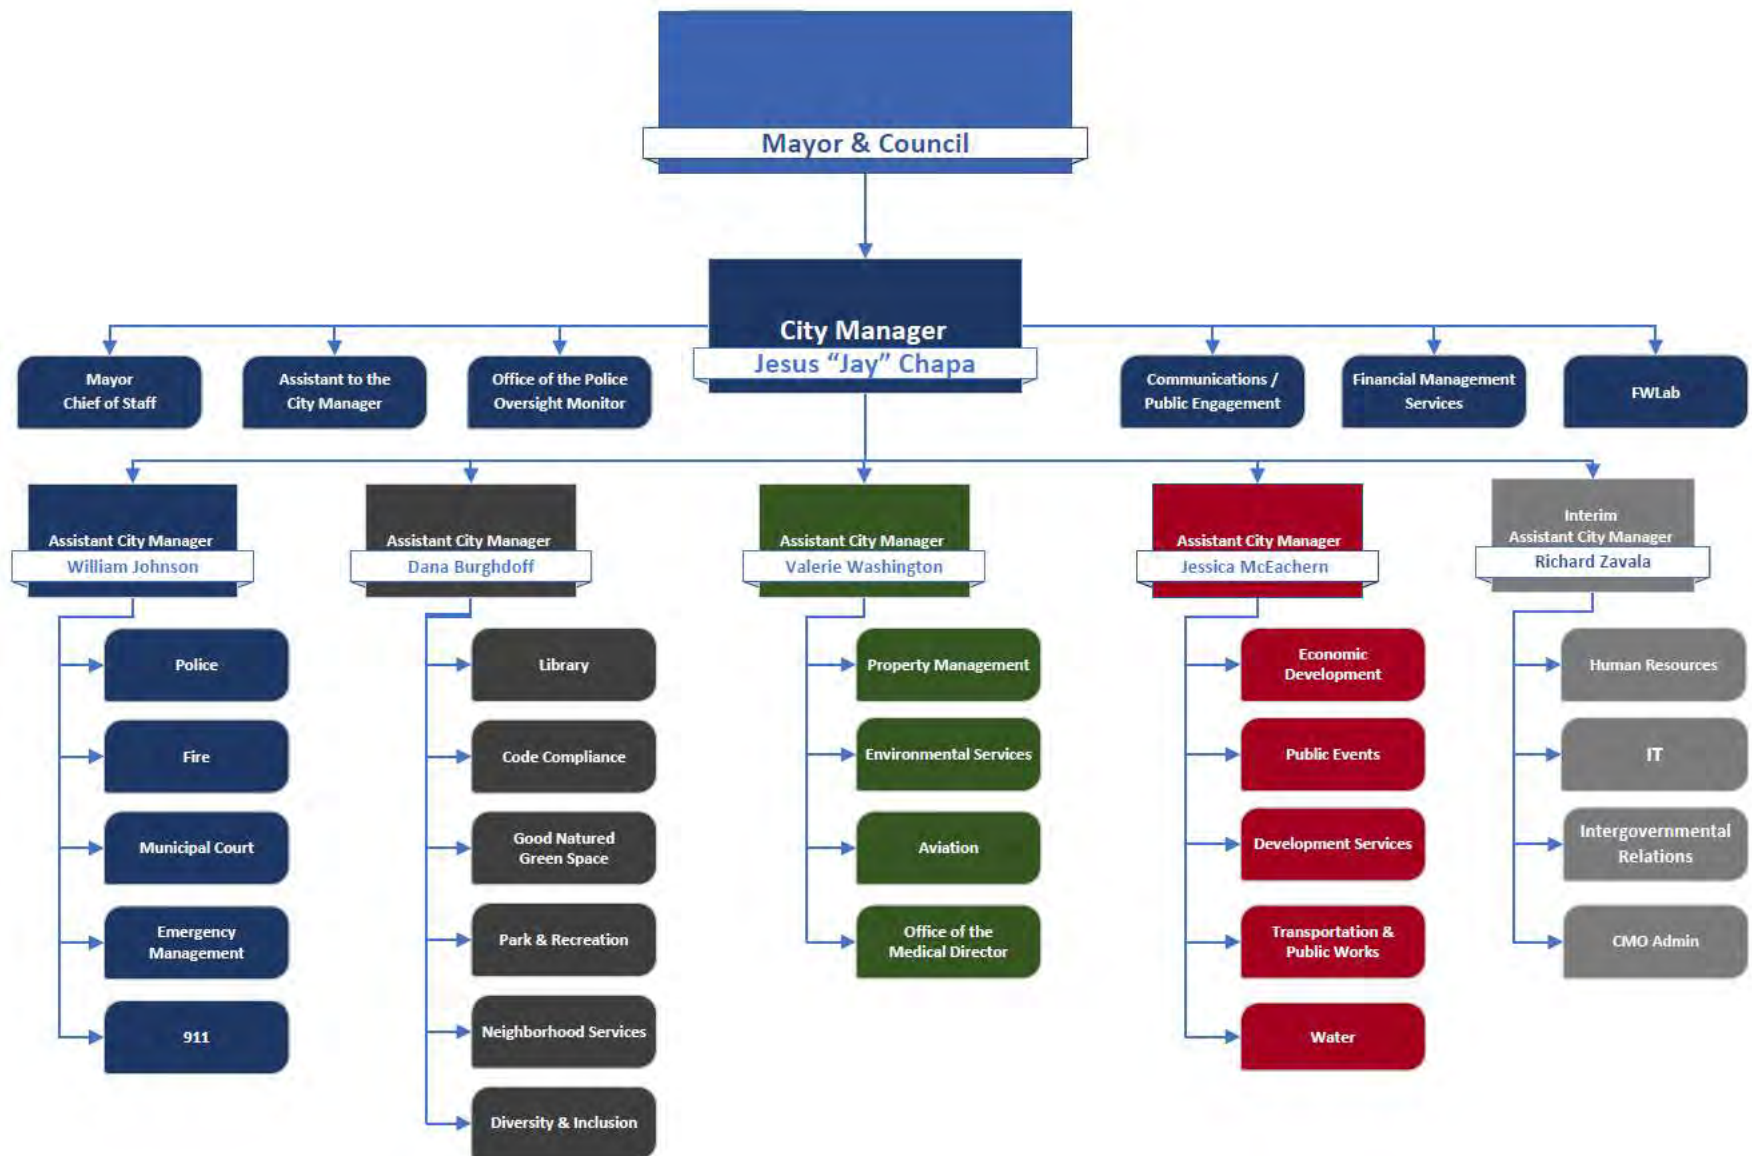 Mayor & Council
City Manager
Jesus “Jay” Chapa
Mayor
Chief of Staff
Assistant to the
City Manager
Office of the Police
Oversight Monitor
Communications /
Public Engagement
Financial Management
Services
FWLab
Assistant City Manager
William Johnson
Assistant City Manager
Dana Burghdoff
Assistant City Manager
Valerie Washington
Assistant City Manager
Jessica McEachern
Interim
Assistant City Manager
Richard Zavala
Police
Fire
Municipal Court
Emergency
Management
911
Library
Code Compliance
Good Natured
Green Space
Park & Recreation
Neighborhood Services
Diversity & Inclusion
Property Management
Environmental Services
Aviation
Office of the
Medical Director
Economic
Development
Public Events
Development Services
Transportation &
Public Works
Water
Human Resources
IT
Intergovernmental
Relations
CMO Admin